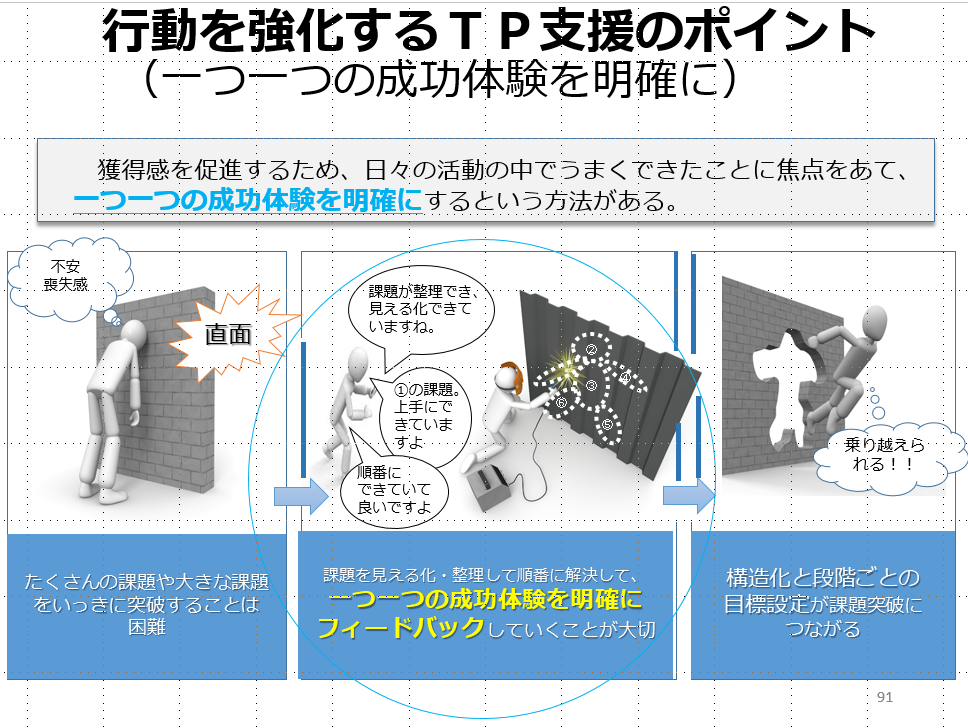 行動を強化するＴＰ支援のポイント
（一つ一つの成功体験を明確に）
獲得感を促進するため、日々の活動の中でうまくできたことに焦点をあて、
一つ一つの成功体験を明確にするという方法がある。
不安
喪失感
直面
課題が整理でき、
見える化できて
いますね。
①の課題。
上手にで
きていま
すよ
順番に
できていて
良いですよ
②
③
④
⑤
⑥
乗り越えら
れる！！
たくさんの課題や大きな課題
をいっきに突破することは
困難
課題を見える化・整理して順番に解決して、
一つ一つの成功体験を明確に
フィードバックしていくことが大切
構造化と段階ごとの
目標設定が課題突破に
つながる
91